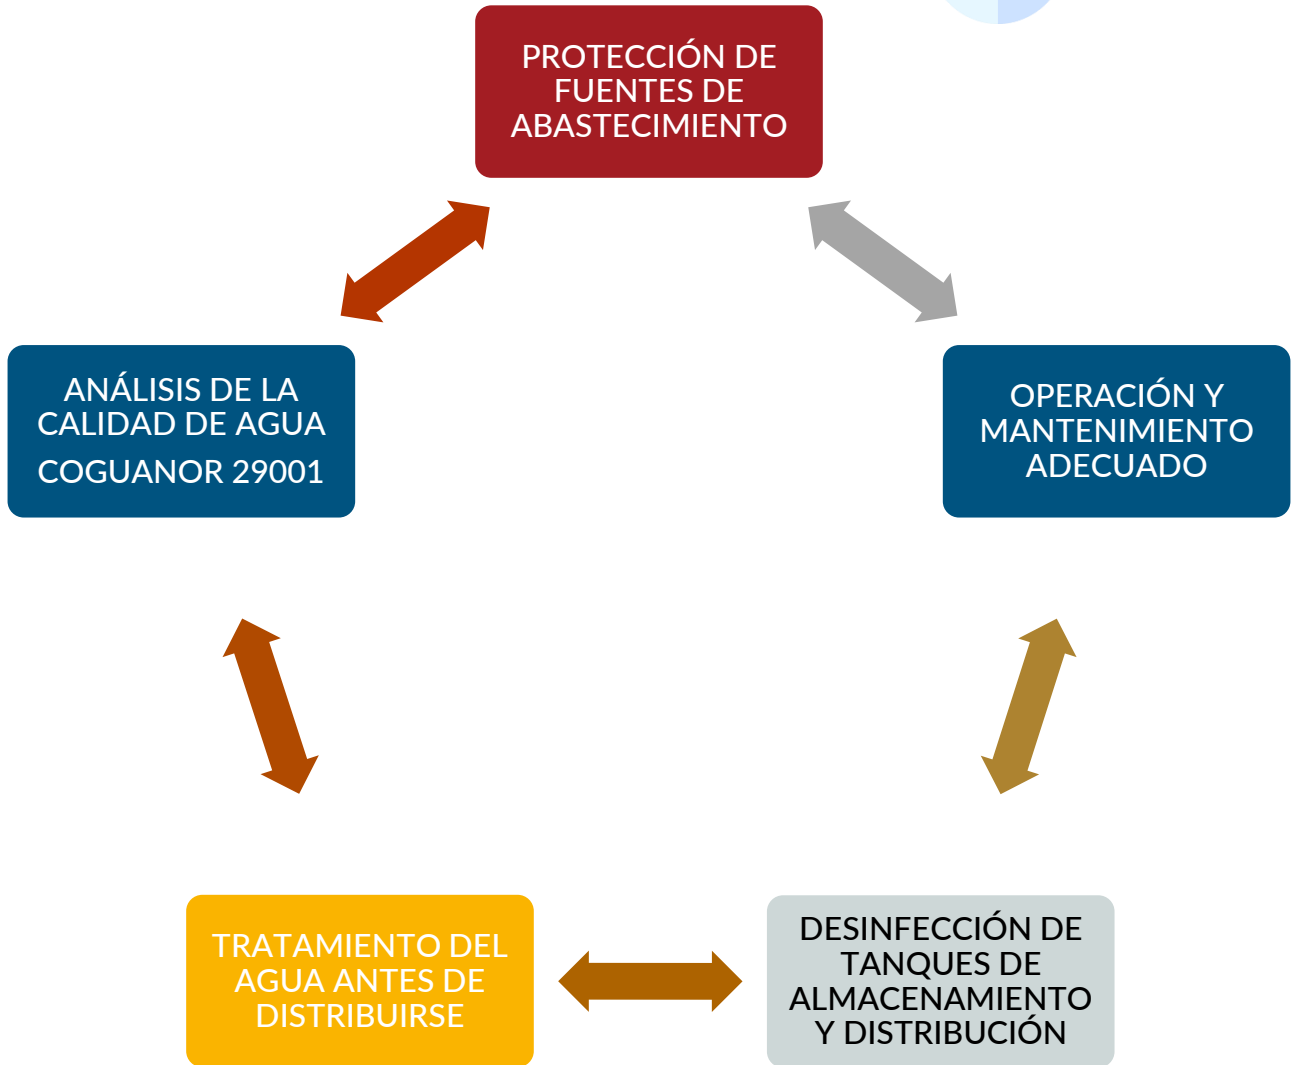 PROTECCIÓN DE
FUENTES DE
ABASTECIMIENTO
ANÁLISIS DE LA
CALIDAD DE AGUA
COGUANOR 29001
OPERACIÓN Y
MANTENIMIENTO
ADECUADO
TRATAMIENTO DEL
AGUA ANTES DE
DISTRIBUIRSE
DESINFECCIÓN DE
TANQUES DE
ALMACENAMIENTO
Y DISTRIBUCIÓN